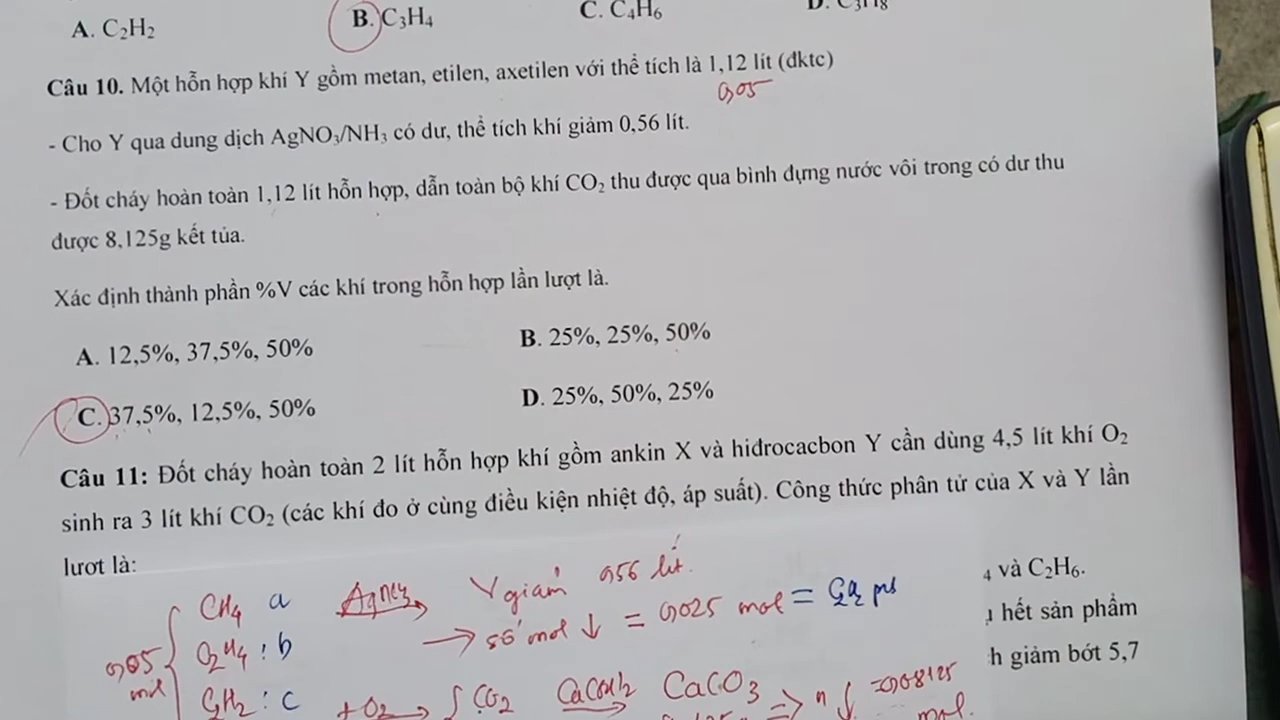 A. C₂H₂ B. C₃H₄ C. C₄H₆ D. C₃H₈
Câu 10. Một hỗn hợp khí Y gồm metan, etilen, axetilen với thể tích là 1,12 lít (đktc)
0,05
- Cho Y qua dung dịch AgNO₃/NH₃ có dư, thể tích khí giảm 0,56 lít.
- Đốt cháy hoàn toàn 1,12 lít hỗn hợp, dẫn toàn bộ khí CO₂ thu được qua bình đựng nước vôi trong có dư thu
được 8,125g kết tủa.
Xác định thành phần %V các khí trong hỗn hợp lần lượt là.
A. 12,5%, 37,5%, 50% B. 25%, 25%, 50%
C. 37,5%, 12,5%, 50% D. 25%, 50%, 25%
Câu 11: Đốt cháy hoàn toàn 2 lít hỗn hợp khí gồm ankin X và hiđrocacbon Y cần dùng 4,5 lít khí O₂
sinh ra 3 lít khí CO₂ (các khí đo ở cùng điều kiện nhiệt độ, áp suất). Công thức phân tử của X và Y lần
lượt là:
₄ và C₂H₆.
hết sản phẩm
h giảm bớt 5,7
CH₄ a Y giảm 0,56 lít.
→ số mol ↓ = 0,025 mol = C₂H₂ pứ
0,05 mol C₂H₄ : b
C₂H₂ : c + O₂ → CO₂ Ca(OH)₂ CaCO₃ => n↓ = 0,08125
mol.